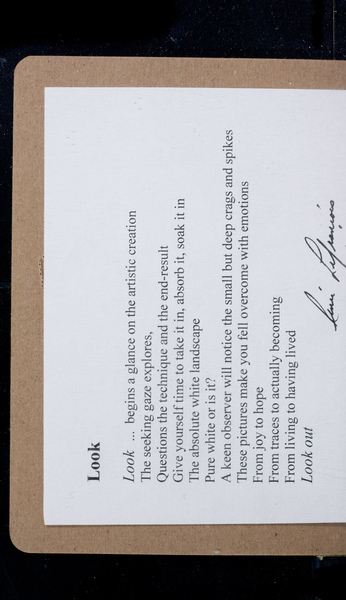 Look
Look ... begins a glance on the artistic creation
The seeking gaze explores,
Questions the technique and the end-result
Give yourself time to take it in, absorb it, soak it in
The absolute white landscape
Pure white or is it?
A keen observer will notice the small but deep crags and spikes
These pictures make you fell overcome with emotions
From joy to hope
From traces to actually becoming
From living to having lived
Look out